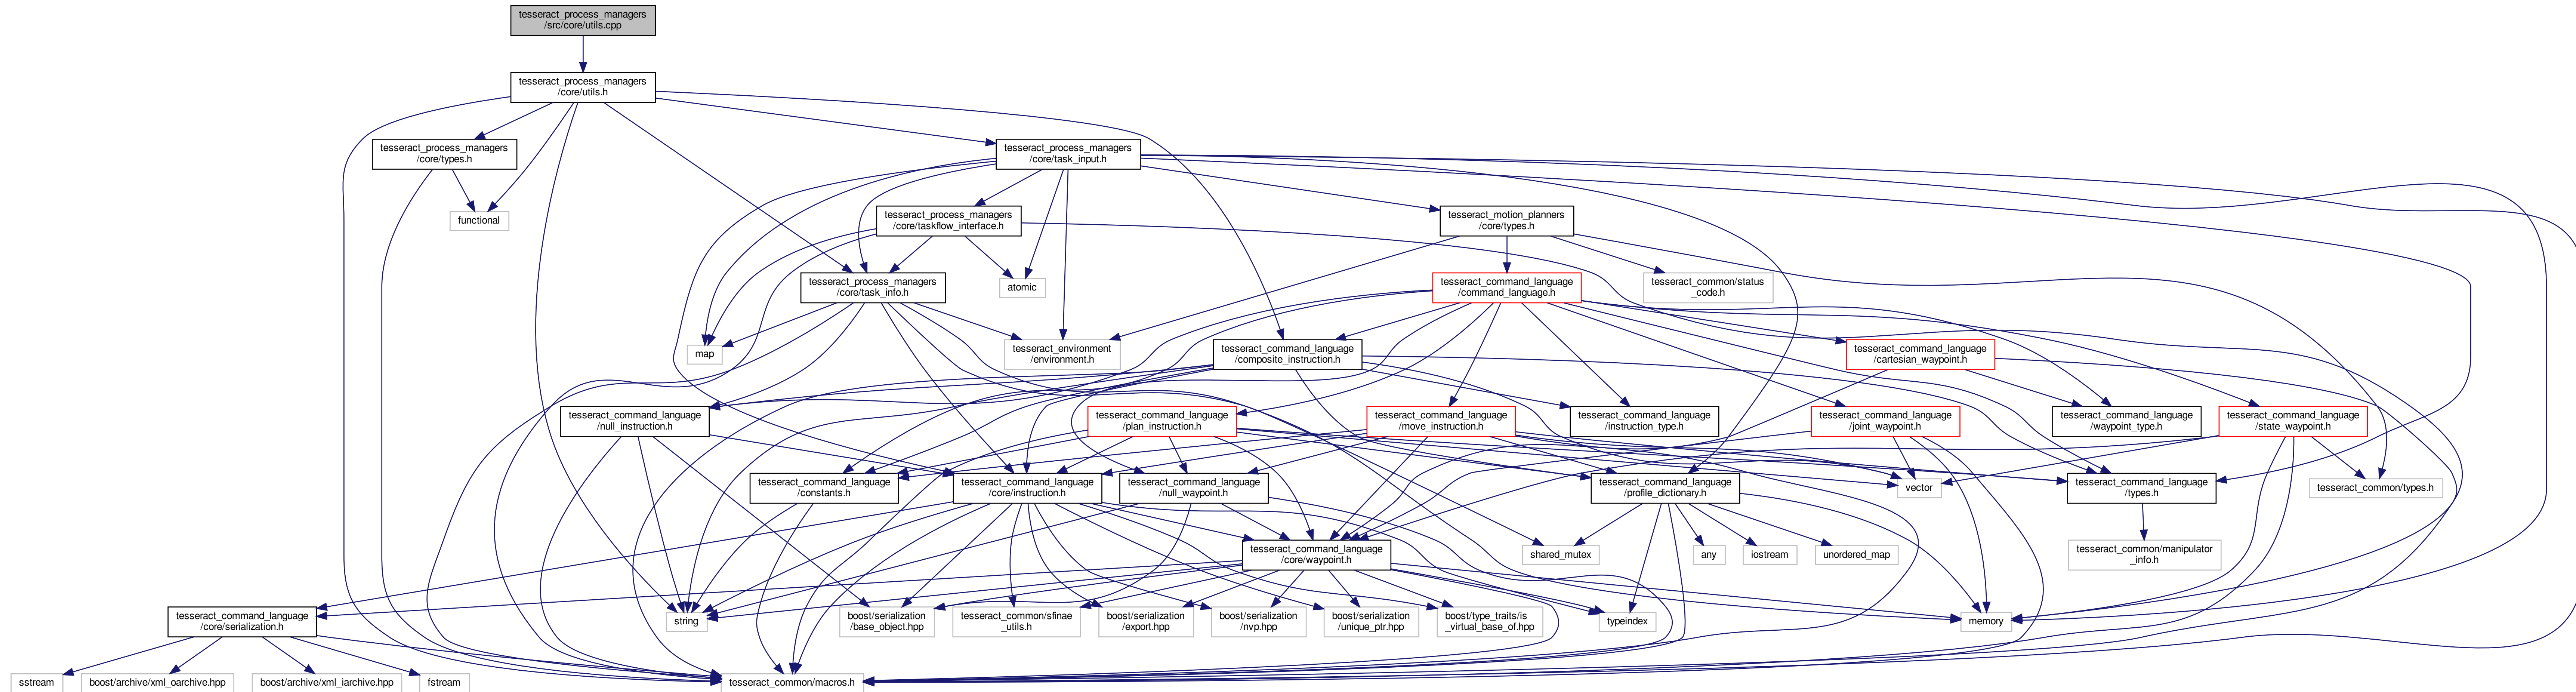 tesseract_process_managers
/src/core/utils.cpp
tesseract_process_managers
/core/utils.h
tesseract_process_managers
/core/types.h
tesseract_process_managers
/core/task_input.h
functional
tesseract_process_managers
/core/taskflow_interface.h
tesseract_motion_planners
/core/types.h
tesseract_process_managers
/core/task_info.h
atomic
tesseract_command_language
/command_language.h
tesseract_common/status
_code.h
map
tesseract_environment
/environment.h
tesseract_command_language
/composite_instruction.h
tesseract_command_language
/cartesian_waypoint.h
tesseract_command_language
/null_instruction.h
tesseract_command_language
/plan_instruction.h
tesseract_command_language
/move_instruction.h
tesseract_command_language
/instruction_type.h
tesseract_command_language
/joint_waypoint.h
tesseract_command_language
/waypoint_type.h
tesseract_command_language
/state_waypoint.h
tesseract_command_language
/constants.h
tesseract_command_language
/core/instruction.h
tesseract_command_language
/null_waypoint.h
tesseract_command_language
/profile_dictionary.h
vector
tesseract_command_language
/types.h
tesseract_common/types.h
tesseract_command_language
/core/waypoint.h
shared_mutex
any
iostream
unordered_map
tesseract_common/manipulator
_info.h
tesseract_command_language
/core/serialization.h
string
boost/serialization
/base_object.hpp
tesseract_common/sfinae
_utils.h
boost/serialization
/export.hpp
boost/serialization
/nvp.hpp
boost/serialization
/unique_ptr.hpp
boost/type_traits/is
_virtual_base_of.hpp
typeindex
memory
sstream
boost/archive/xml_oarchive.hpp
boost/archive/xml_iarchive.hpp
fstream
tesseract_common/macros.h